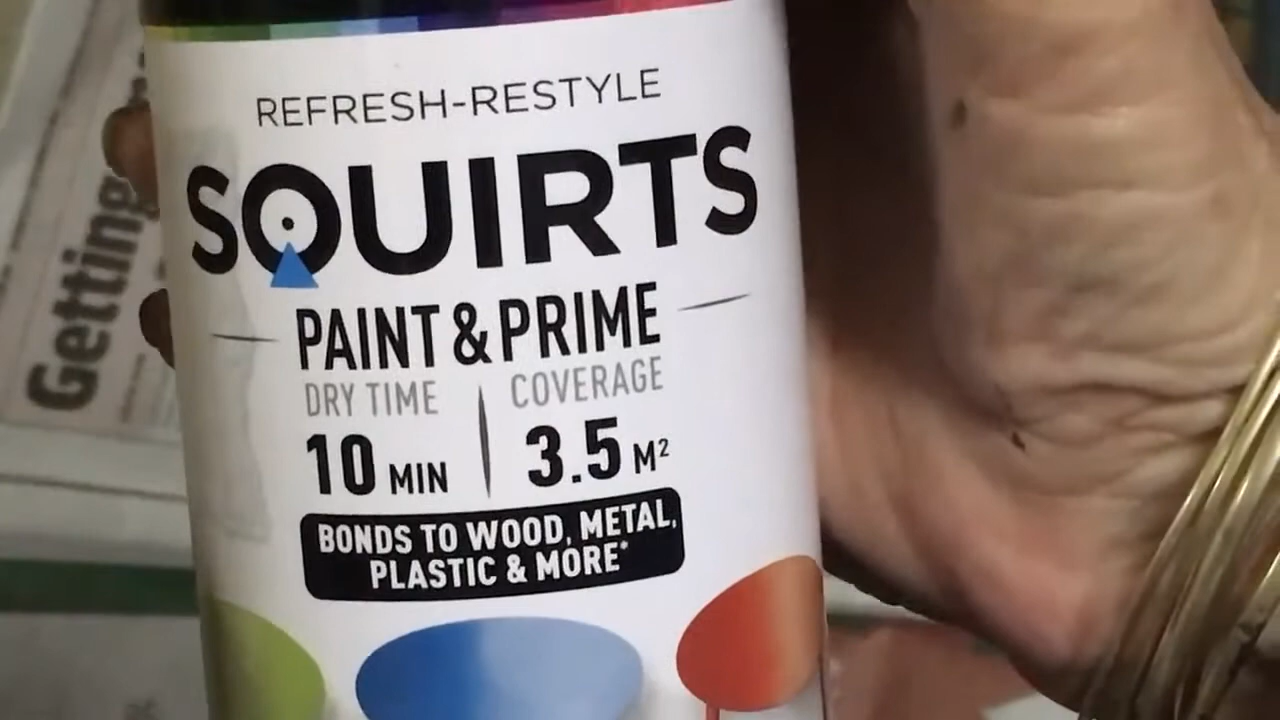 REFRESH-RESTYLE
SQUIRTS
PAINT & PRIME
DRY TIME
10 MIN
COVERAGE
3.5 M²
BONDS TO WOOD, METAL,
PLASTIC & MORE*
Getting